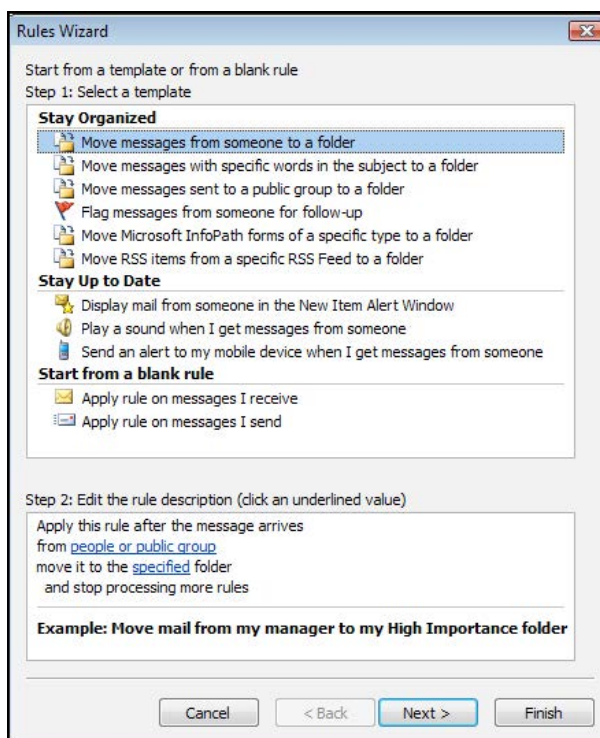 Rules Wizard
Start from a template or from a blank rule
Step 1: Select a template
Stay Organized
Move messages from someone to a folder
Move messages with specific words in the subject to a folder
Move messages sent to a public group to a folder
Flag messages from someone for follow-up
Move Microsoft InfoPath forms of a specific type to a folder
Move RSS items from a specific RSS Feed to a folder
Stay Up to Date
Display mail from someone in the New Item Alert Window
Play a sound when I get messages from someone
Send an alert to my mobile device when I get messages from someone
Start from a blank rule
Apply rule on messages I receive
Apply rule on messages I send
Step 2: Edit the rule description (click an underlined value)
Apply this rule after the message arrives
from people or public group
move it to the specified folder
and stop processing more rules
Example: Move mail from my manager to my High Importance folder
Cancel < Back Next > Finish